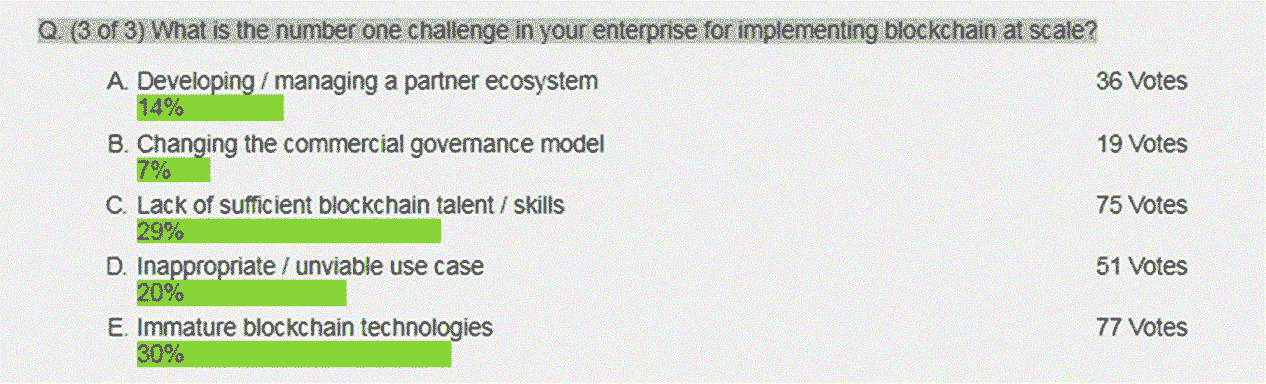 Q. (3 of 3) What is the number one challenge in your enterprise for implementing blockchain at scale?
A. Developing / managing a partner ecosystem 36 Votes
14%
B. Changing the commercial governance model 19 Votes
7%
C. Lack of sufficient blockchain talent / skills 75 Votes
29%
D. Inappropriate / unviable use case 51 Votes
20%
E. Immature blockchain technologies 77 Votes
30%